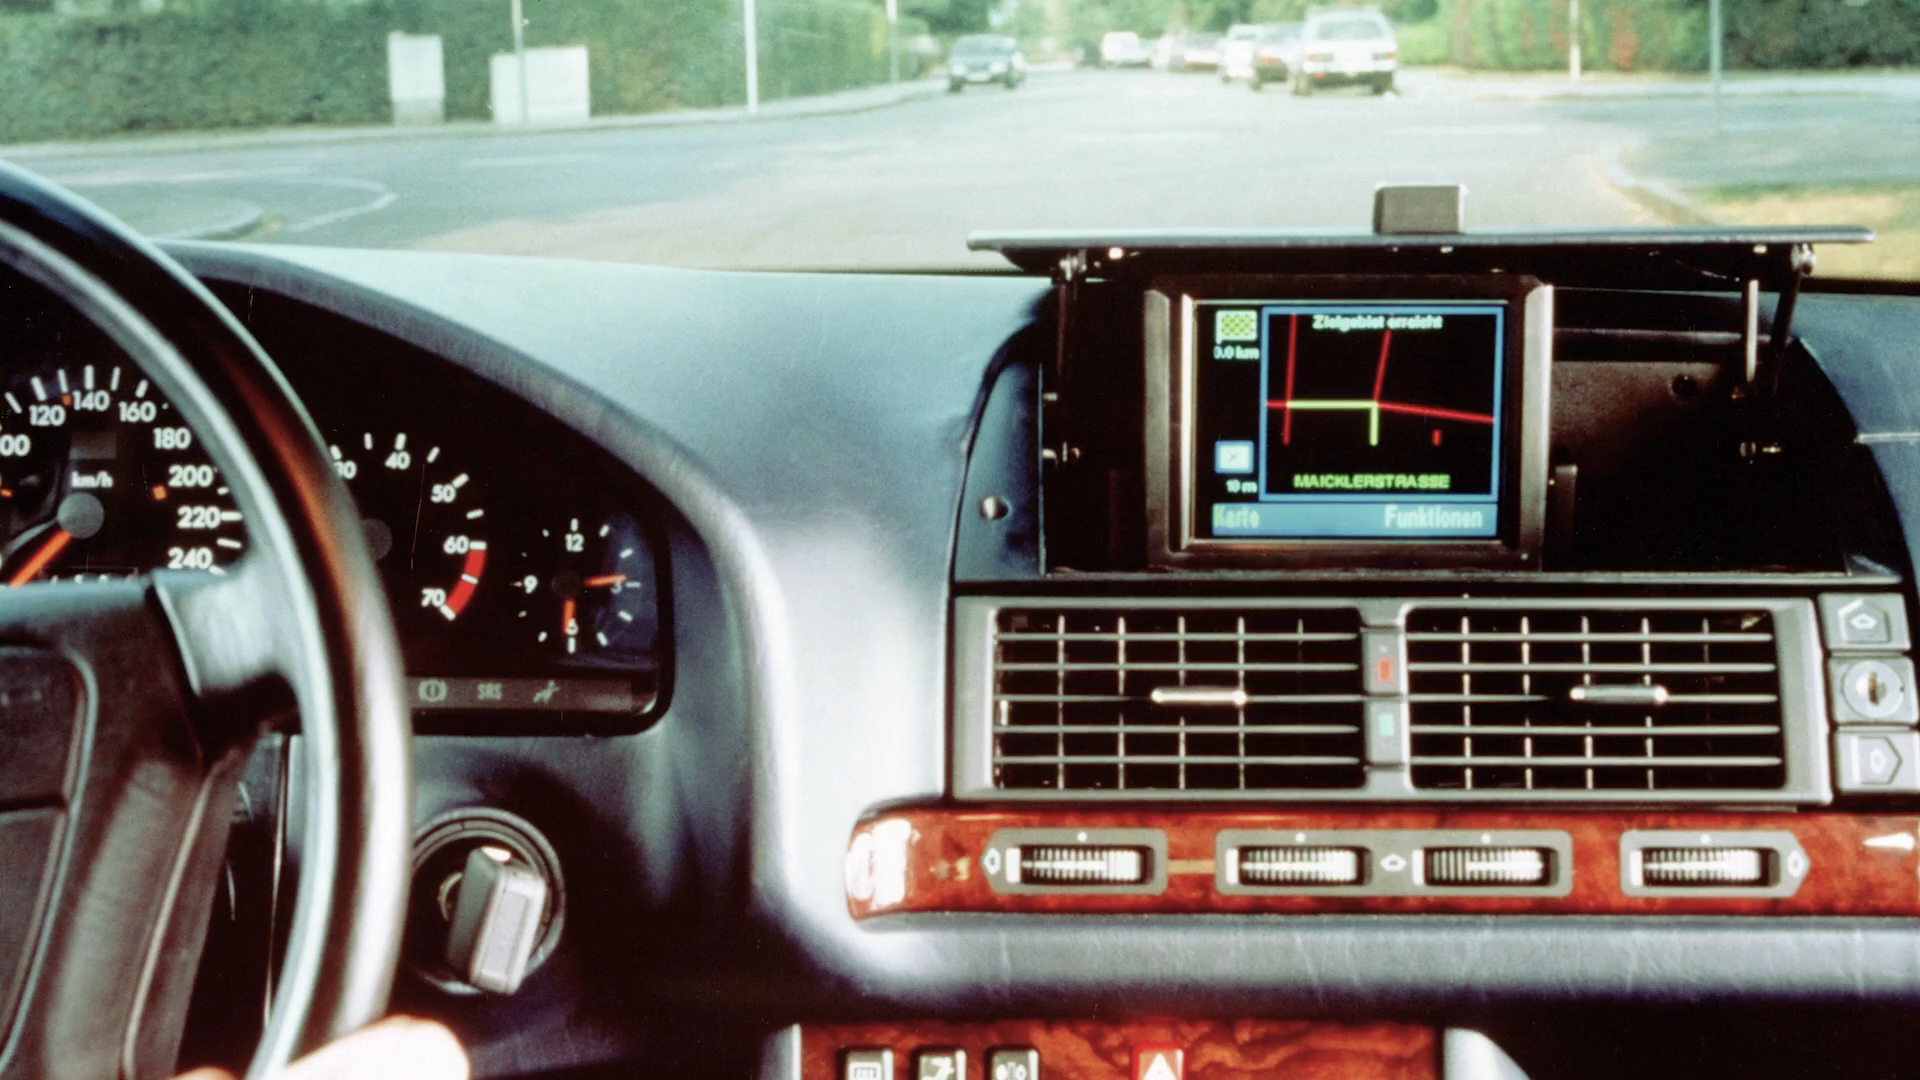 Zielgebiet erreicht
0.0 km
10 m
MAICKLERSTRASSE
Karte Funktionen
120 140 160
180
200
220
240
km/h
40
50
60
70
12
9 3
6
SRS